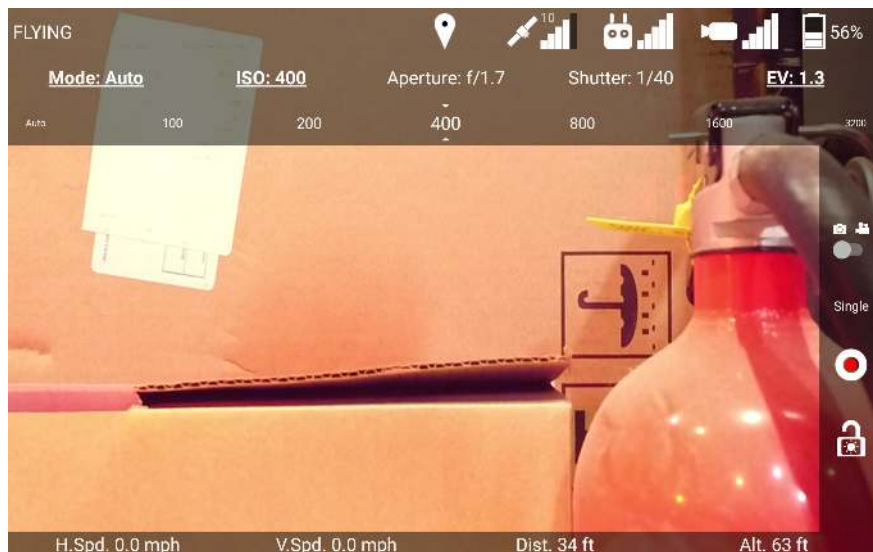 FLYING
10
56%
Mode: Auto ISO: 400 Aperture: f/1.7 Shutter: 1/40 EV: 1.3
Auto 100 200 400 800 1600 3200
Single
H.Spd. 0.0 mph V.Spd. 0.0 mph Dist. 34 ft Alt. 63 ft